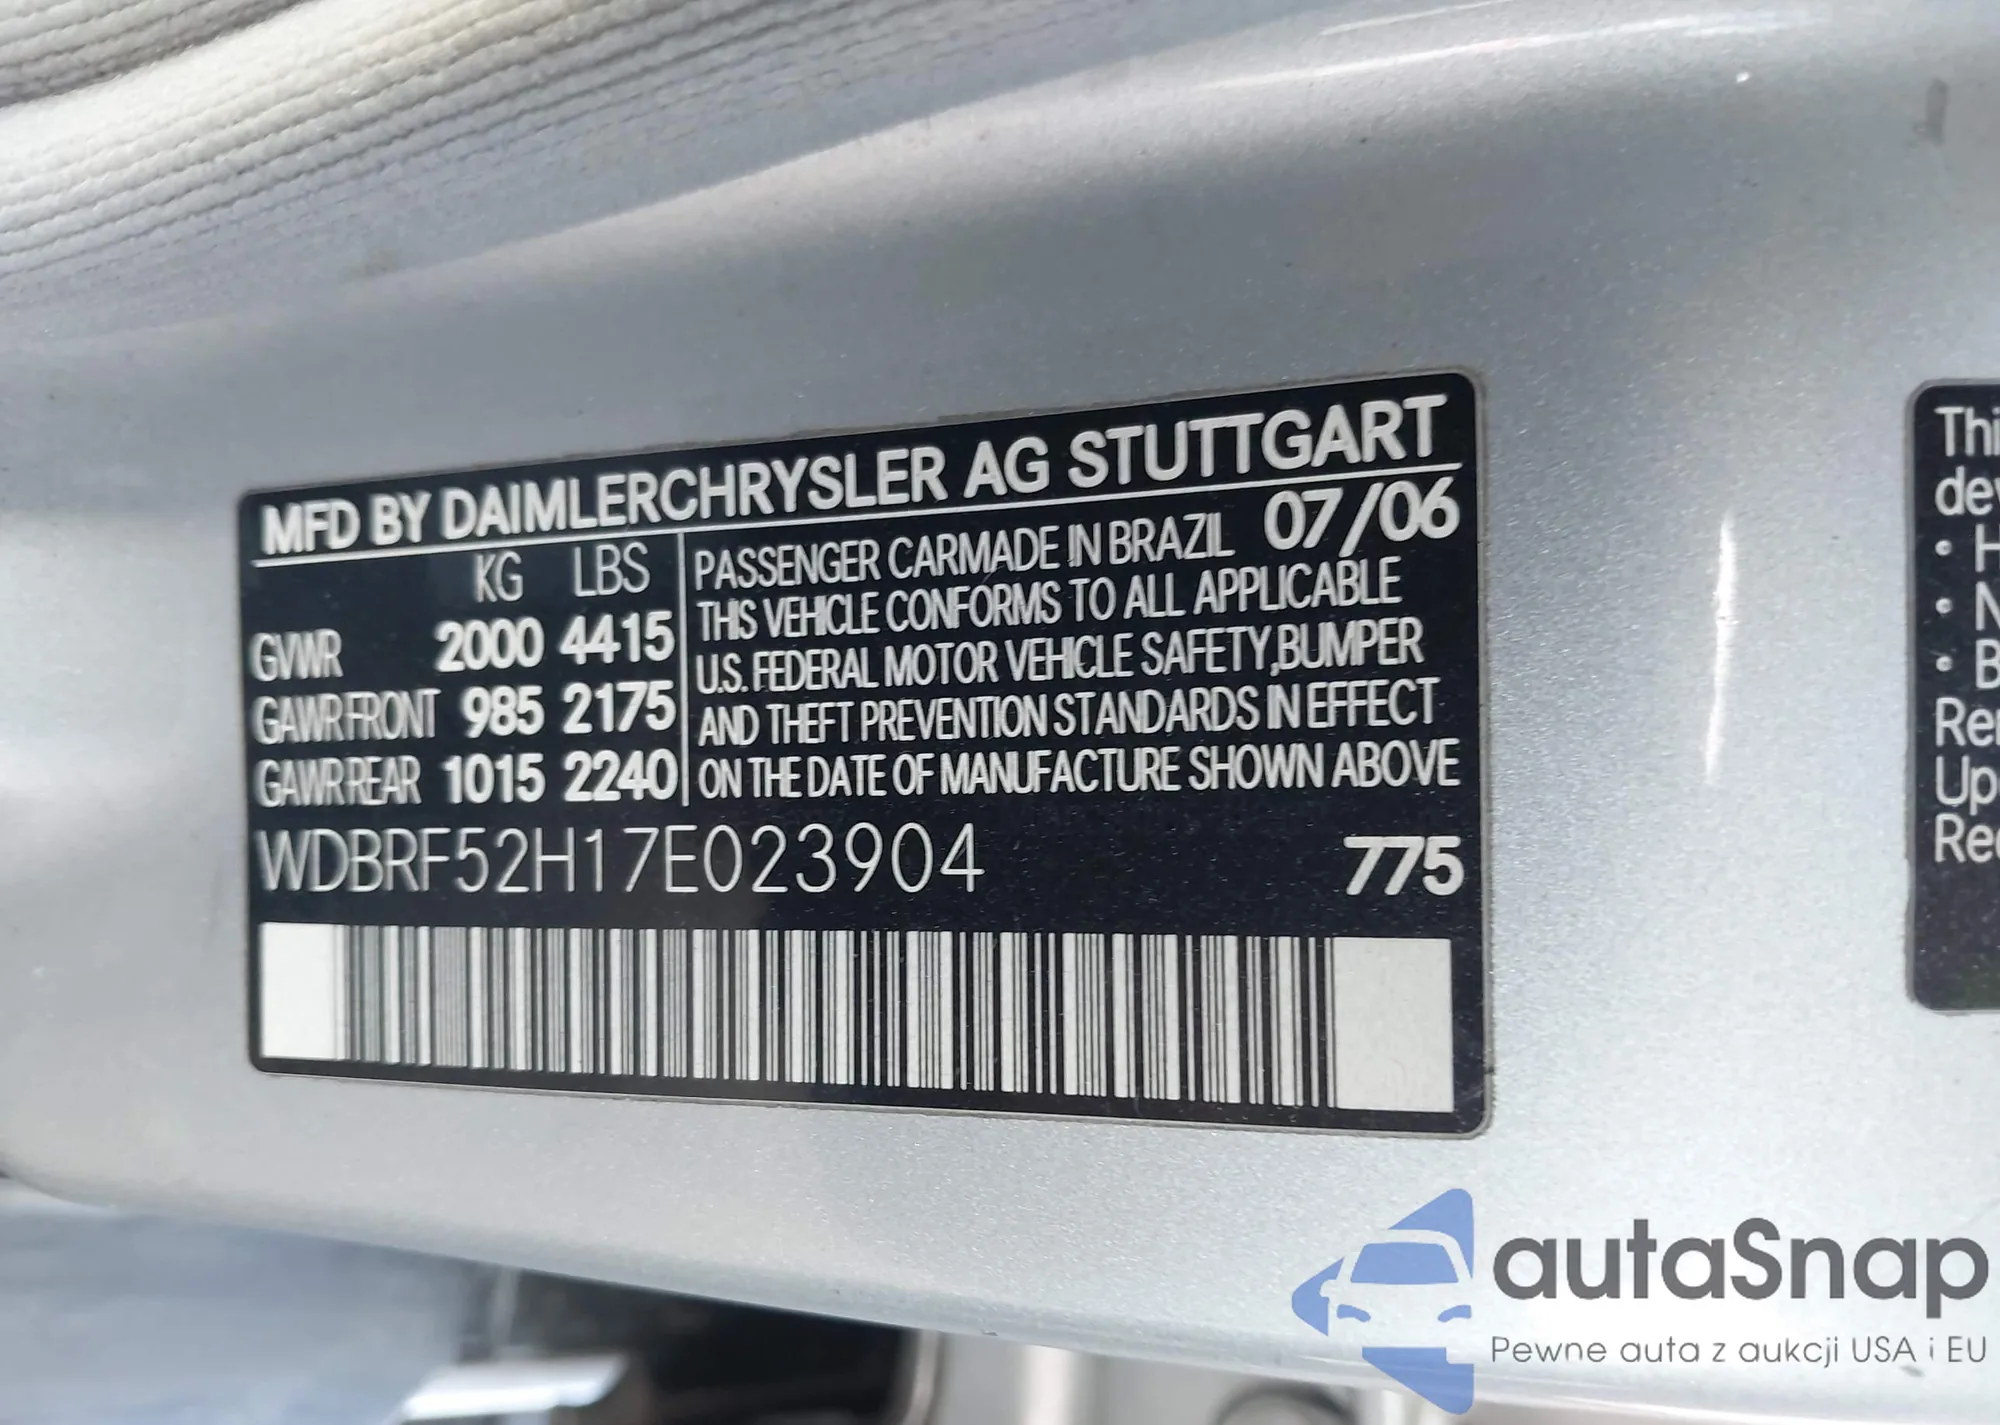 MFD BY DAIMLERCHRYSLER AG STUTTGART
KG LBS
GVWR 2000 4415
GAWR FRONT 985 2175
GAWR REAR 1015 2240
PASSENGER CAR MADE IN BRAZIL 07/06
THIS VEHICLE CONFORMS TO ALL APPLICABLE
U.S. FEDERAL MOTOR VEHICLE SAFETY,BUMPER
AND THEFT PREVENTION STANDARDS IN EFFECT
ON THE DATE OF MANUFACTURE SHOWN ABOVE
WDBRF52H17E023904 775
autaSnap
Pewne auta z aukcji USA i EU